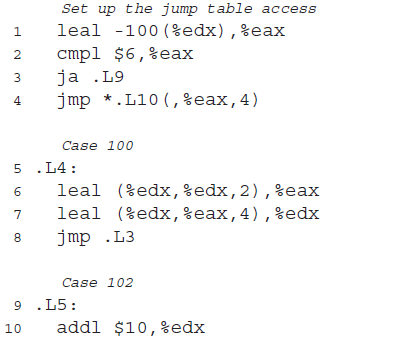 Set up the jump table access
1 leal -100(%edx),%eax
2 cmpl $6,%eax
3 ja .L9
4 jmp *.L10(,%eax,4)
Case 100
5 .L4:
6 leal (%edx,%edx,2),%eax
7 leal (%edx,%eax,4),%edx
8 jmp .L3
Case 102
9 .L5:
10 addl $10,%edx